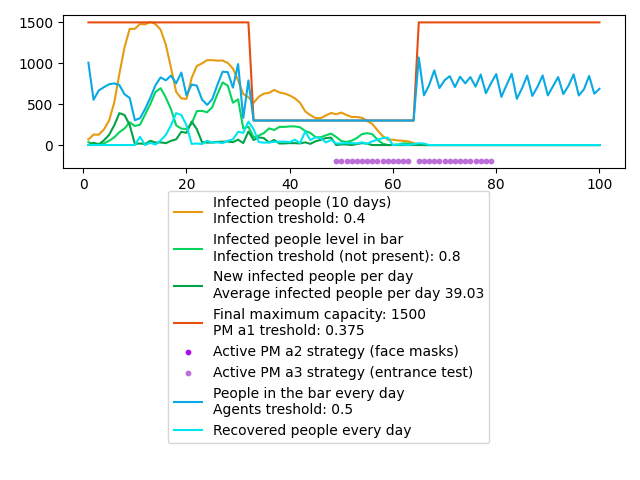 1500
1000
500
0
0 20 40 60 80 100
Infected people (10 days)
Infection treshold: 0.4
Infected people level in bar
Infection treshold (not present): 0.8
New infected people per day
Average infected people per day 39.03
Final maximum capacity: 1500
PM a1 treshold: 0.375
Active PM a2 strategy (face masks)
Active PM a3 strategy (entrance test)
People in the bar every day
Agents treshold: 0.5
Recovered people every day